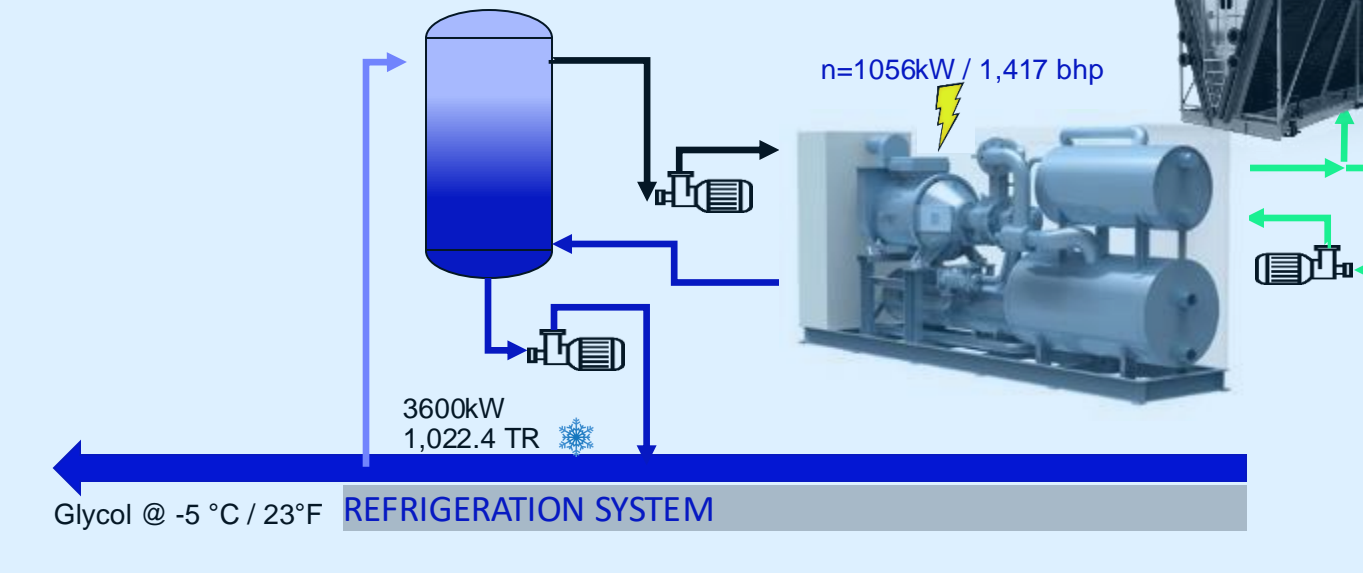 n=1056kW / 1,417 bhp
3600kW
1,022.4 TR
Glycol @ -5 °C / 23°F
REFRIGERATION SYSTEM